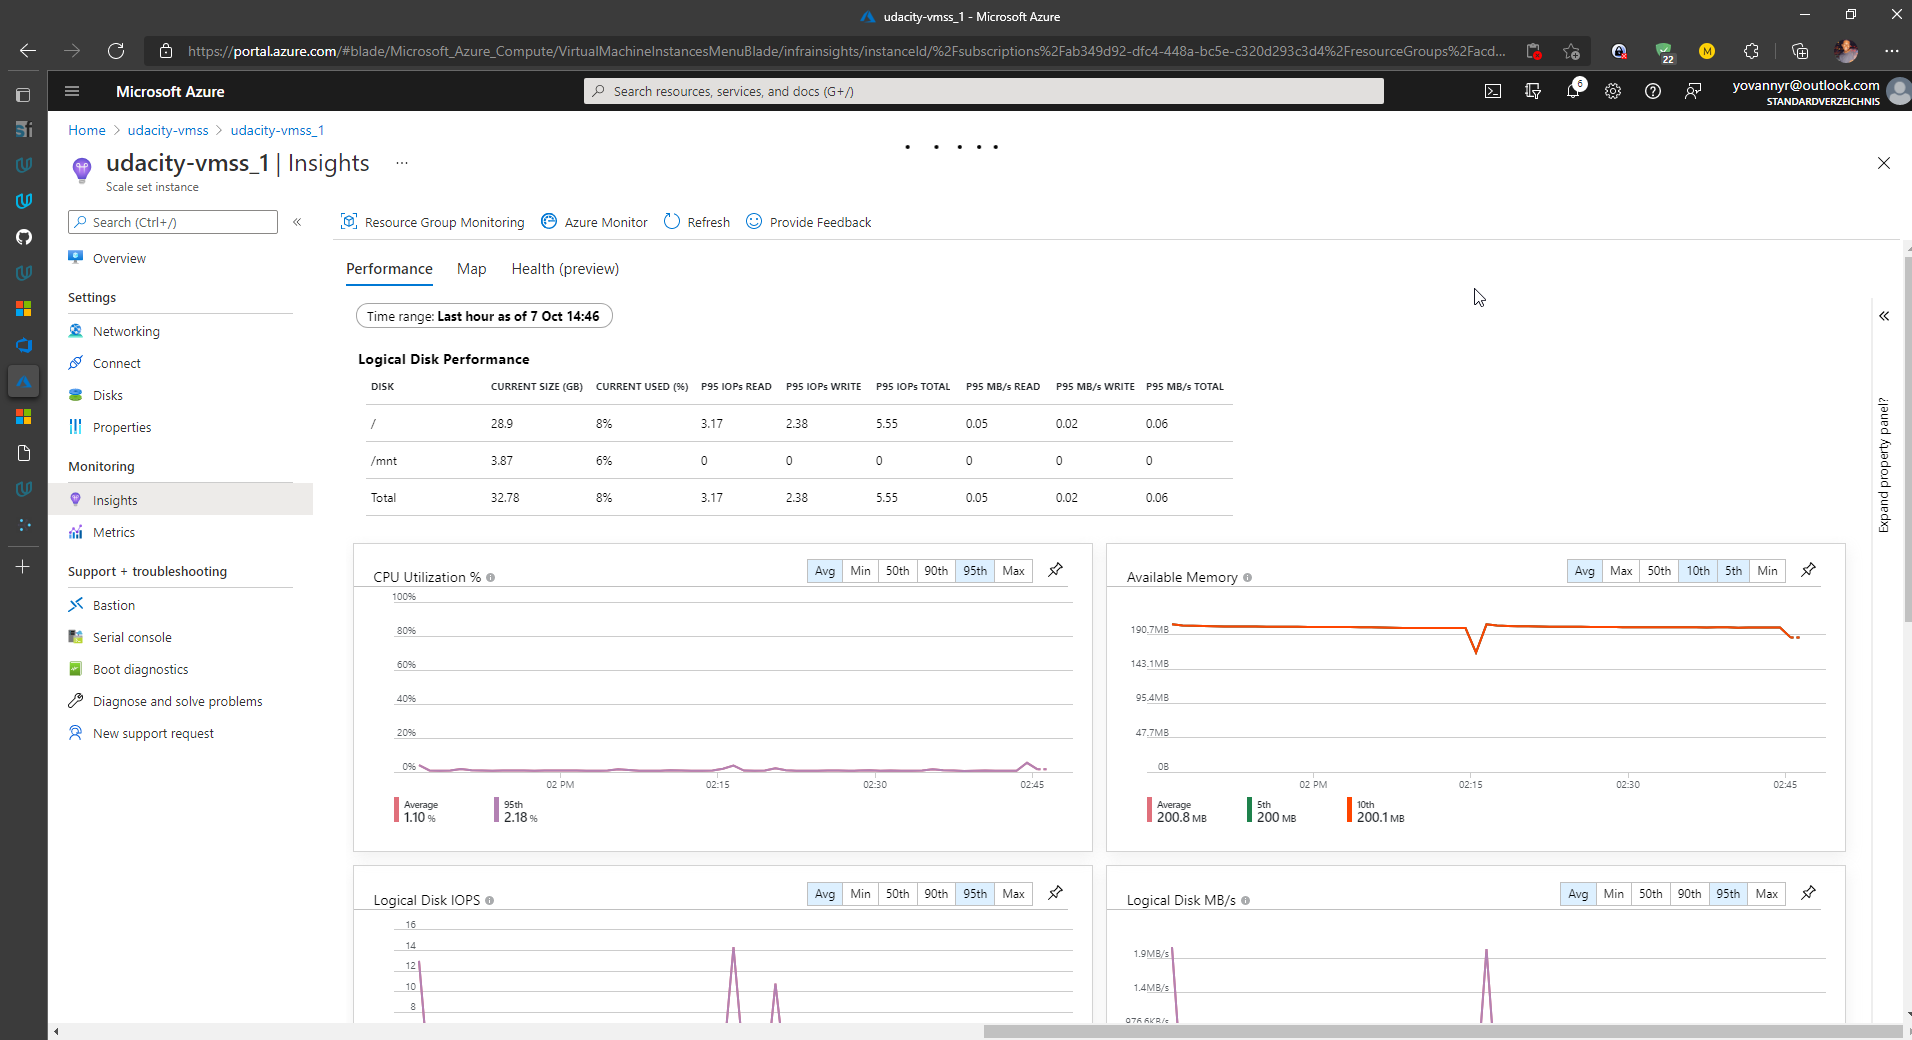 udacity-vmss_1 - Microsoft Azure
https://portal.azure.com/#blade/Microsoft_Azure_Compute/VirtualMachineInstancesMenuBlade/infrainsights/instanceId/%2Fsubscriptions%2Fab349d92-dfc4-448a-bc5e-c320d293c3d4%2FresourceGroups%2Facd...
22
M
Microsoft Azure
Search resources, services, and docs (G+/)
6
yovannyr@outlook.com
STANDARDVERZEICHNIS
Home > udacity-vmss > udacity-vmss_1
udacity-vmss_1 | Insights ...
Scale set instance
Search (Ctrl+/)
«
Resource Group Monitoring Azure Monitor Refresh Provide Feedback
Overview
Settings
Networking
Connect
Disks
Properties
Monitoring
Insights
Metrics
Support + troubleshooting
Bastion
Serial console
Boot diagnostics
Diagnose and solve problems
New support request
Performance Map Health (preview)
Time range: Last hour as of 7 Oct 14:46
«
Expand property panel?
Logical Disk Performance
DISK CURRENT SIZE (GB) CURRENT USED (%) P95 IOPs READ P95 IOPs WRITE P95 IOPs TOTAL P95 MB/s READ P95 MB/s WRITE P95 MB/s TOTAL
/ 28.9 8% 3.17 2.38 5.55 0.05 0.02 0.06
/mnt 3.87 6% 0 0 0 0 0 0
Total 32.78 8% 3.17 2.38 5.55 0.05 0.02 0.06
CPU Utilization %
Avg Min 50th 90th 95th Max
100%
80%
60%
40%
20%
0%
02 PM 02:15 02:30 02:45
Average 95th
1.10 % 2.18 %
Available Memory
Avg Max 50th 10th 5th Min
190.7MB
143.1MB
95.4MB
47.7MB
0B
02 PM 02:15 02:30 02:45
Average 5th 10th
200.8 MB 200 MB 200.1 MB
Logical Disk IOPS
Avg Min 50th 90th 95th Max
16
14
12
10
8
Logical Disk MB/s
Avg Min 50th 90th 95th Max
1.9MB/s
1.4MB/s
976.6KB/s